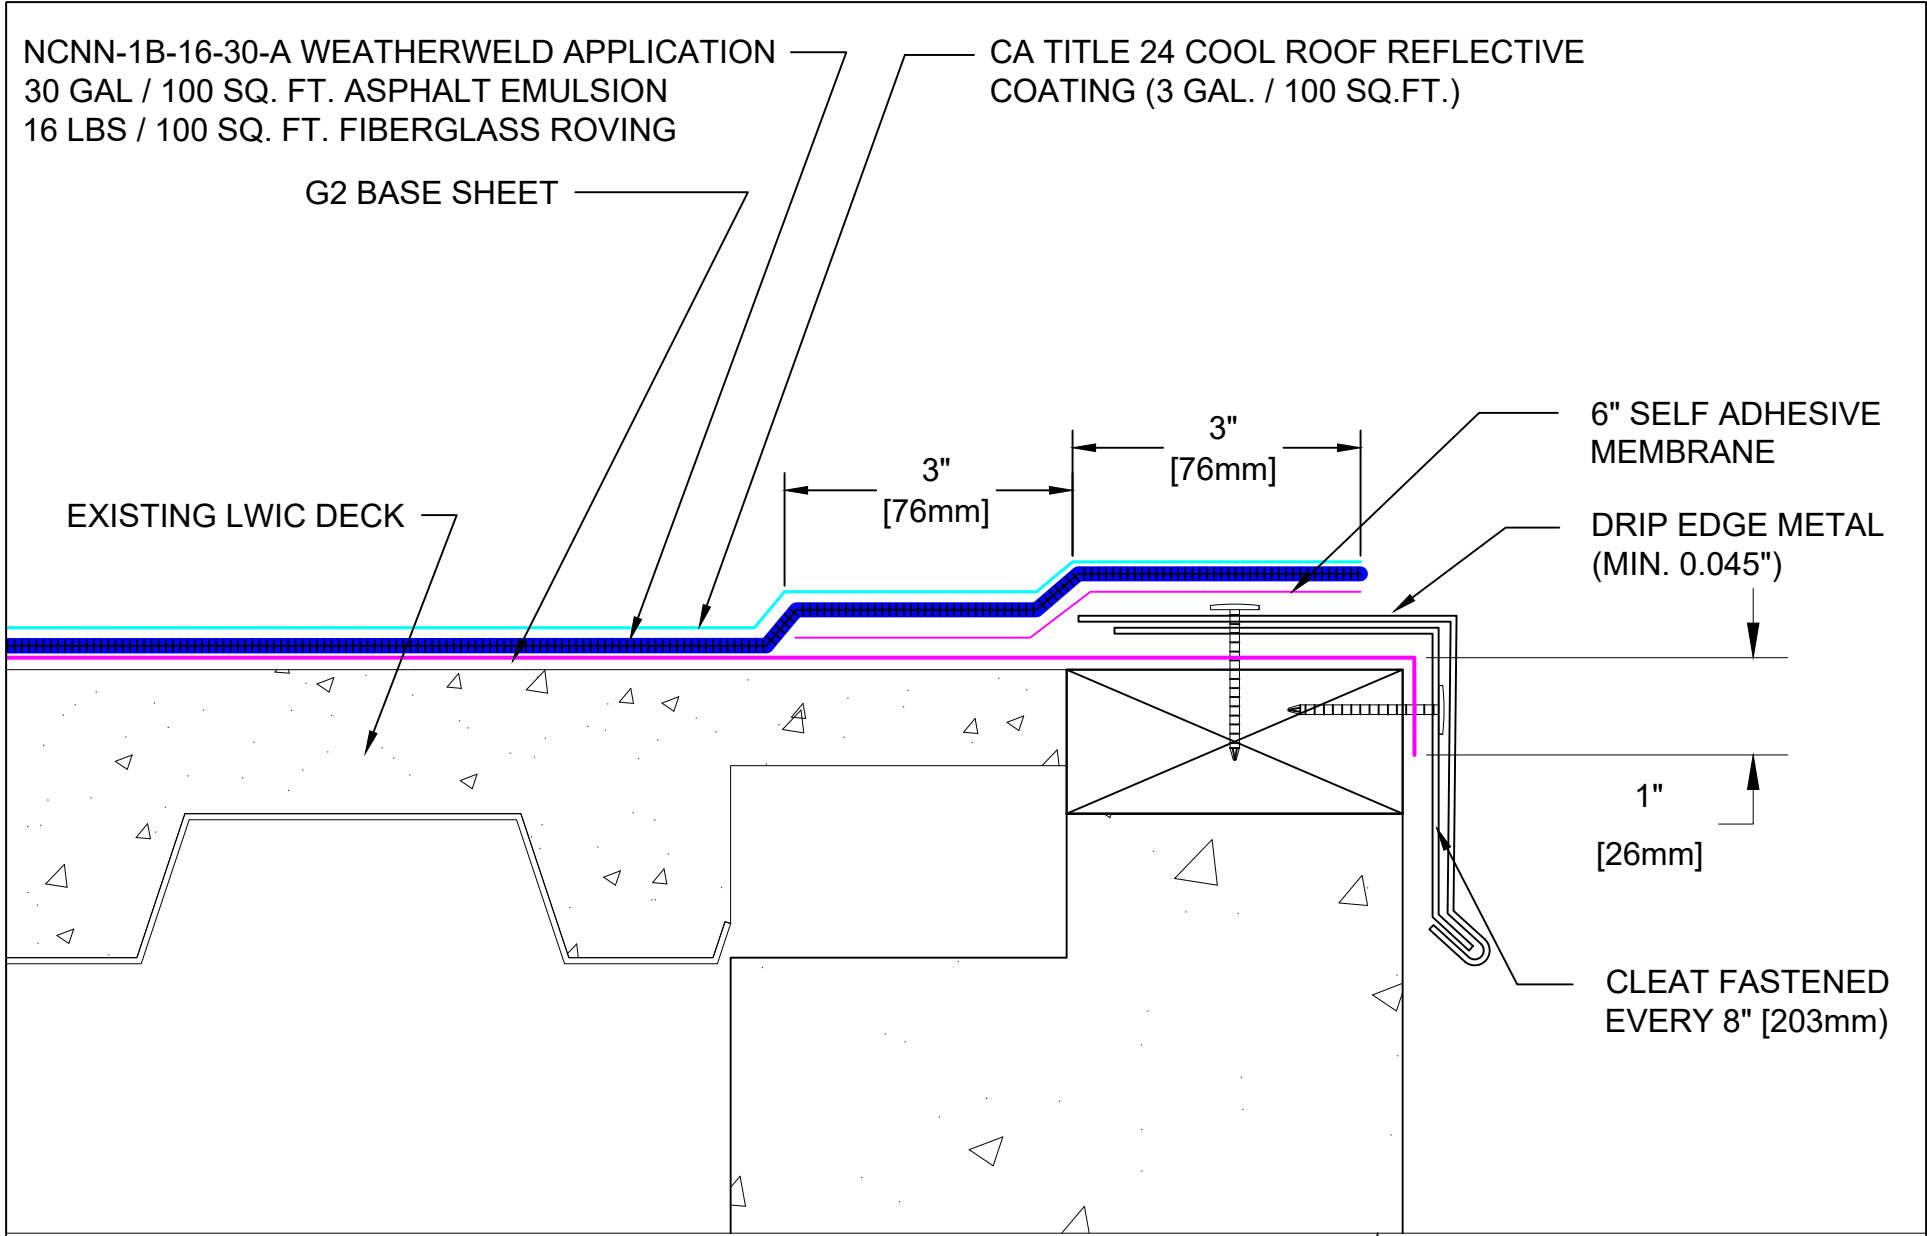 NCNN-1B-16-30-A WEATHERWELD APPLICATION
30 GAL / 100 SQ. FT. ASPHALT EMULSION
16 LBS / 100 SQ. FT. FIBERGLASS ROVING
CA TITLE 24 COOL ROOF REFLECTIVE
COATING (3 GAL. / 100 SQ.FT.)
G2 BASE SHEET
6" SELF ADHESIVE
MEMBRANE
3"
[76mm]
3"
[76mm]
EXISTING LWIC DECK
DRIP EDGE METAL
(MIN. 0.045")
1"
[26mm]
CLEAT FASTENED
EVERY 8" [203mm)